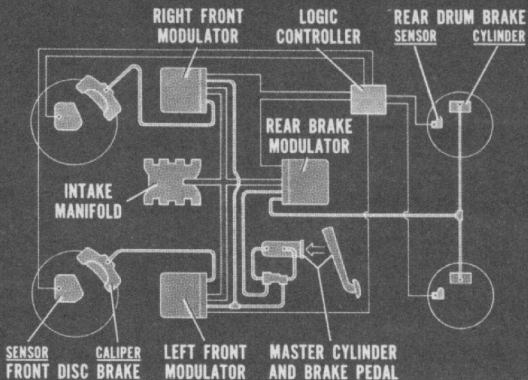 RIGHT FRONT
MODULATOR
LOGIC
CONTROLLER
REAR DRUM BRAKE
SENSOR CYLINDER
REAR BRAKE
MODULATOR
INTAKE
MANIFOLD
SENSOR CALIPER
FRONT DISC BRAKE
LEFT FRONT
MODULATOR
MASTER CYLINDER
AND BRAKE PEDAL